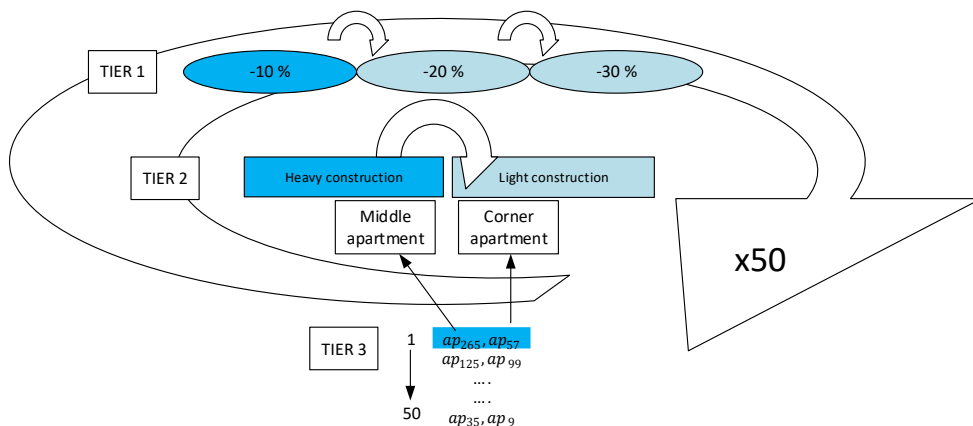 TIER 1
-10 %
-20 %
-30 %
TIER 2
Heavy construction
Light construction
Middle
apartment
Corner
apartment
x50
TIER 3
1
ap₂₆₅, ap₅₇
ap₁₂₅, ap₉₉
....
....
50
ap₃₅, ap₉